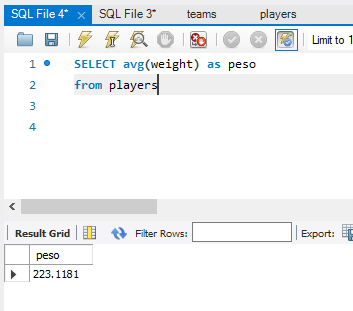 SQL File 4* SQL File 3* teams players
Limit to 1
1 SELECT avg(weight) as peso
2 from players
3
4
Result Grid Filter Rows: Export:
peso
223.1181